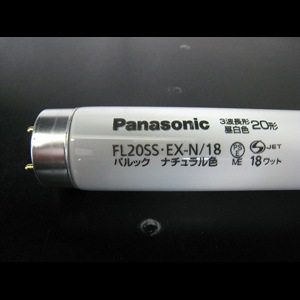 Panasonic 3波長形 昼白色 20形
FL20SS・EX-N/18 JET
パルック ナチュラル色 ME 18ワット